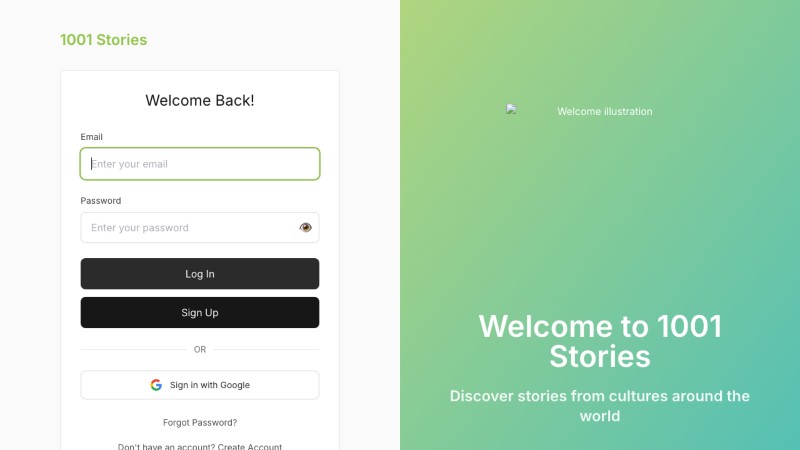 1001 Stories
Welcome Back!
Email
Enter your email
Password
Enter your password
Log In
Sign Up
OR
Sign in with Google
Forgot Password?
Don't have an account? Create Account
Welcome illustration
Welcome to 1001
Stories
Discover stories from cultures around the
world